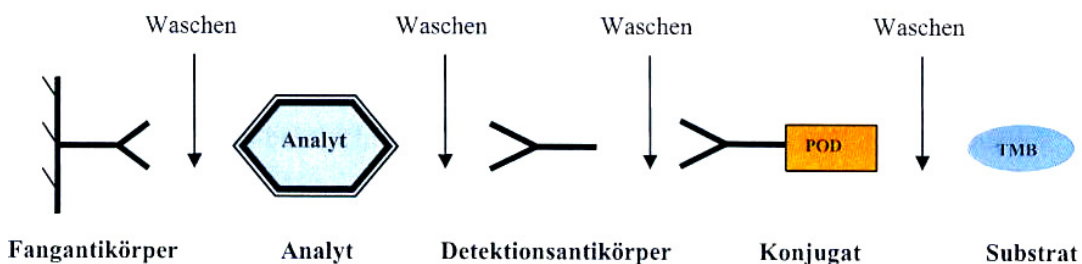 Waschen Waschen Waschen Waschen
Analyt POD TMB
Fangantikörper Analyt Detektionsantikörper Konjugat Substrat